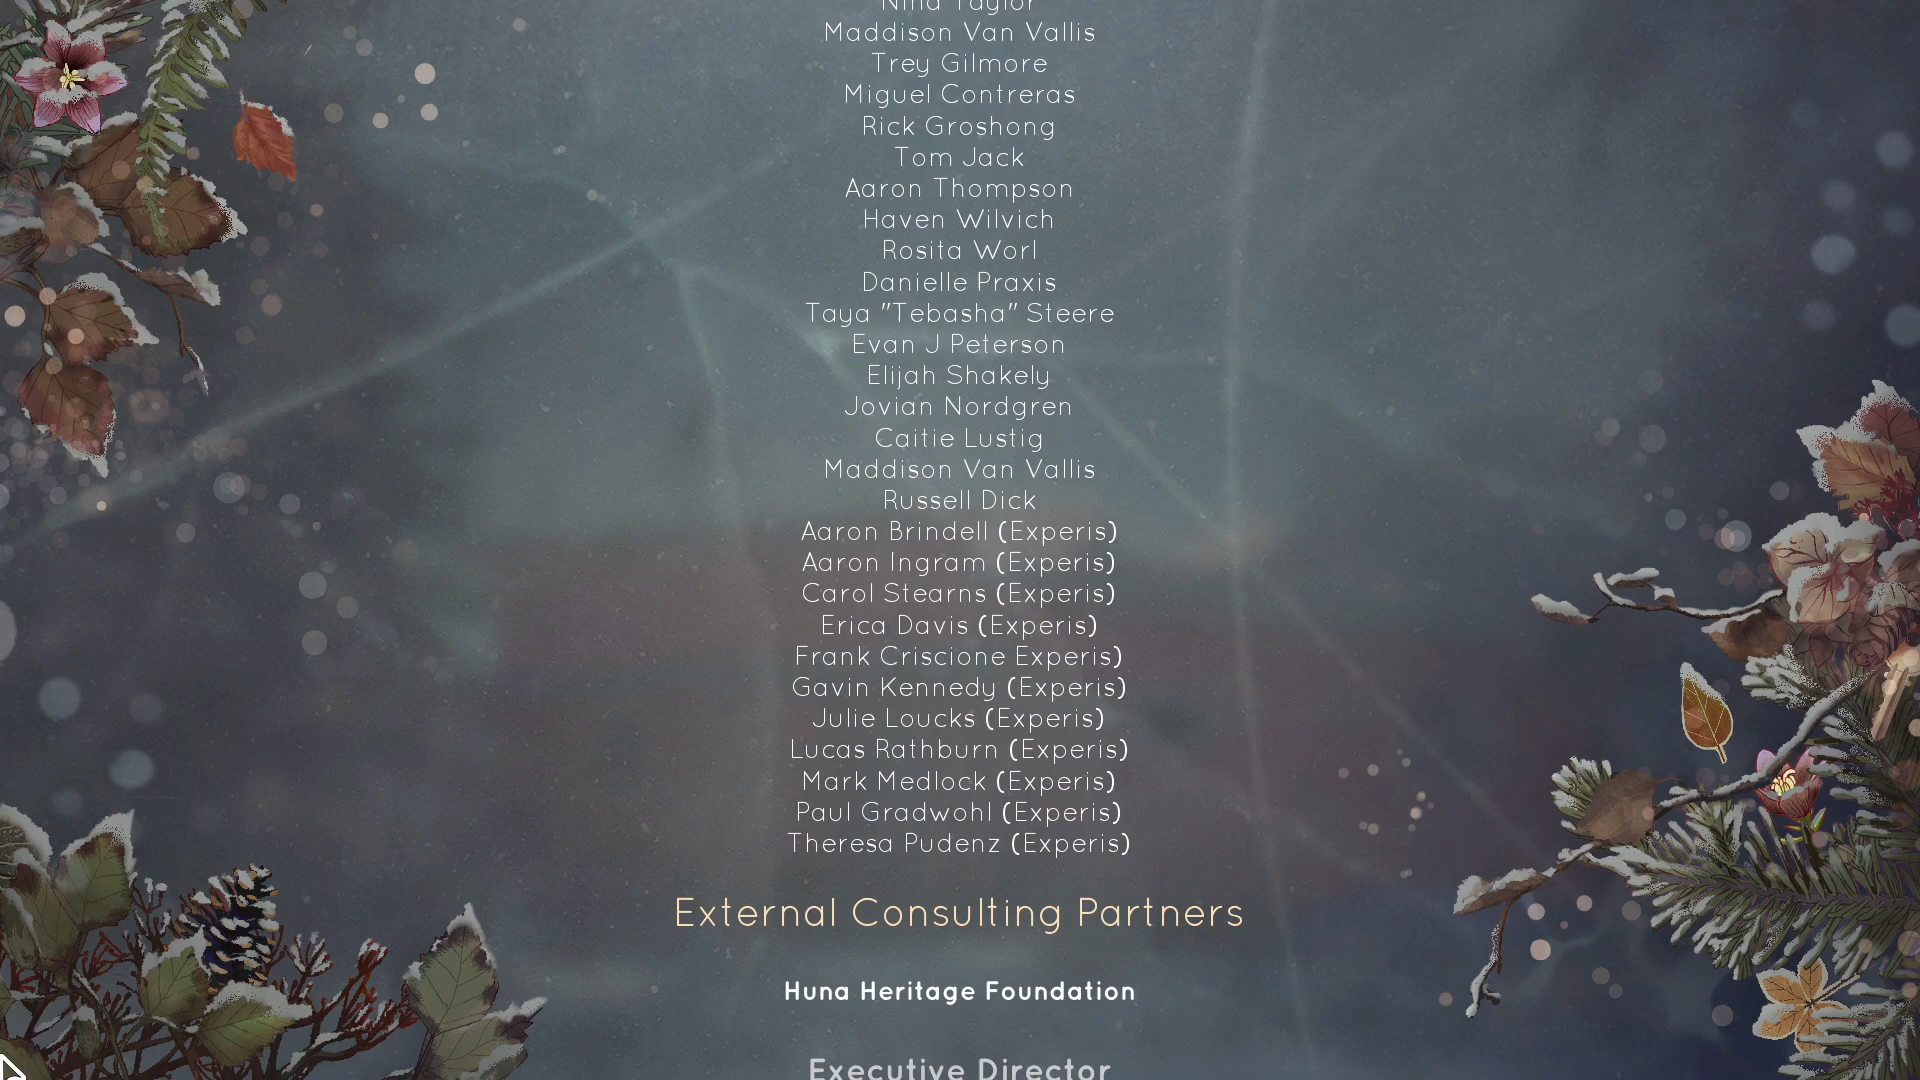 Nina Taylor
Maddison Van Vallis
Trey Gilmore
Miguel Contreras
Rick Groshong
Tom Jack
Aaron Thompson
Haven Wilvich
Rosita Worl
Danielle Praxis
Taya "Tebasha" Steere
Evan J Peterson
Elijah Shakely
Jovian Nordgren
Caitie Lustig
Maddison Van Vallis
Russell Dick
Aaron Brindell (Experis)
Aaron Ingram (Experis)
Carol Stearns (Experis)
Erica Davis (Experis)
Frank Criscione Experis)
Gavin Kennedy (Experis)
Julie Loucks (Experis)
Lucas Rathburn (Experis)
Mark Medlock (Experis)
Paul Gradwohl (Experis)
Theresa Pudenz (Experis)
External Consulting Partners
Huna Heritage Foundation
Executive Director